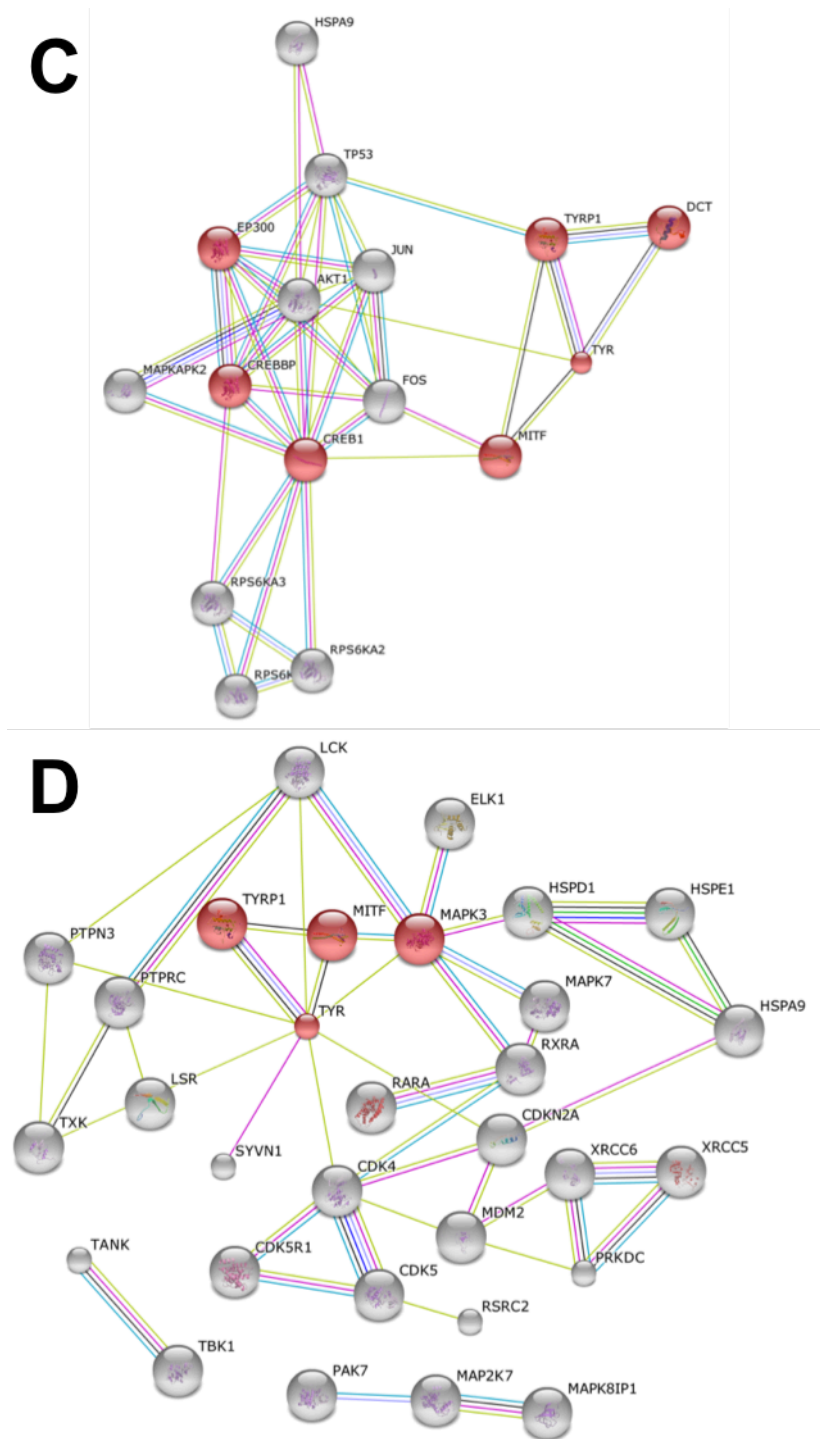 C
HSPA9
TP53
TYRP1
DCT
EP300
JUN
AKT1
TYR
MAPKAPK2
CREBBP
FOS
CREB1
MITF
RPS6KA3
RPS6KA2
RPS6K
D
LCK
ELK1
TYRP1
MITF
MAPK3
HSPD1
HSPE1
PTPN3
PTPRC
MAPK7
HSPA9
TYR
RXRA
LSR
RARA
TXK
CDKN2A
SYVN1
XRCC6
XRCC5
CDK4
MDM2
PRKDC
TANK
CDK5R1
CDK5
RSRC2
TBK1
PAK7
MAP2K7
MAPK8IP1